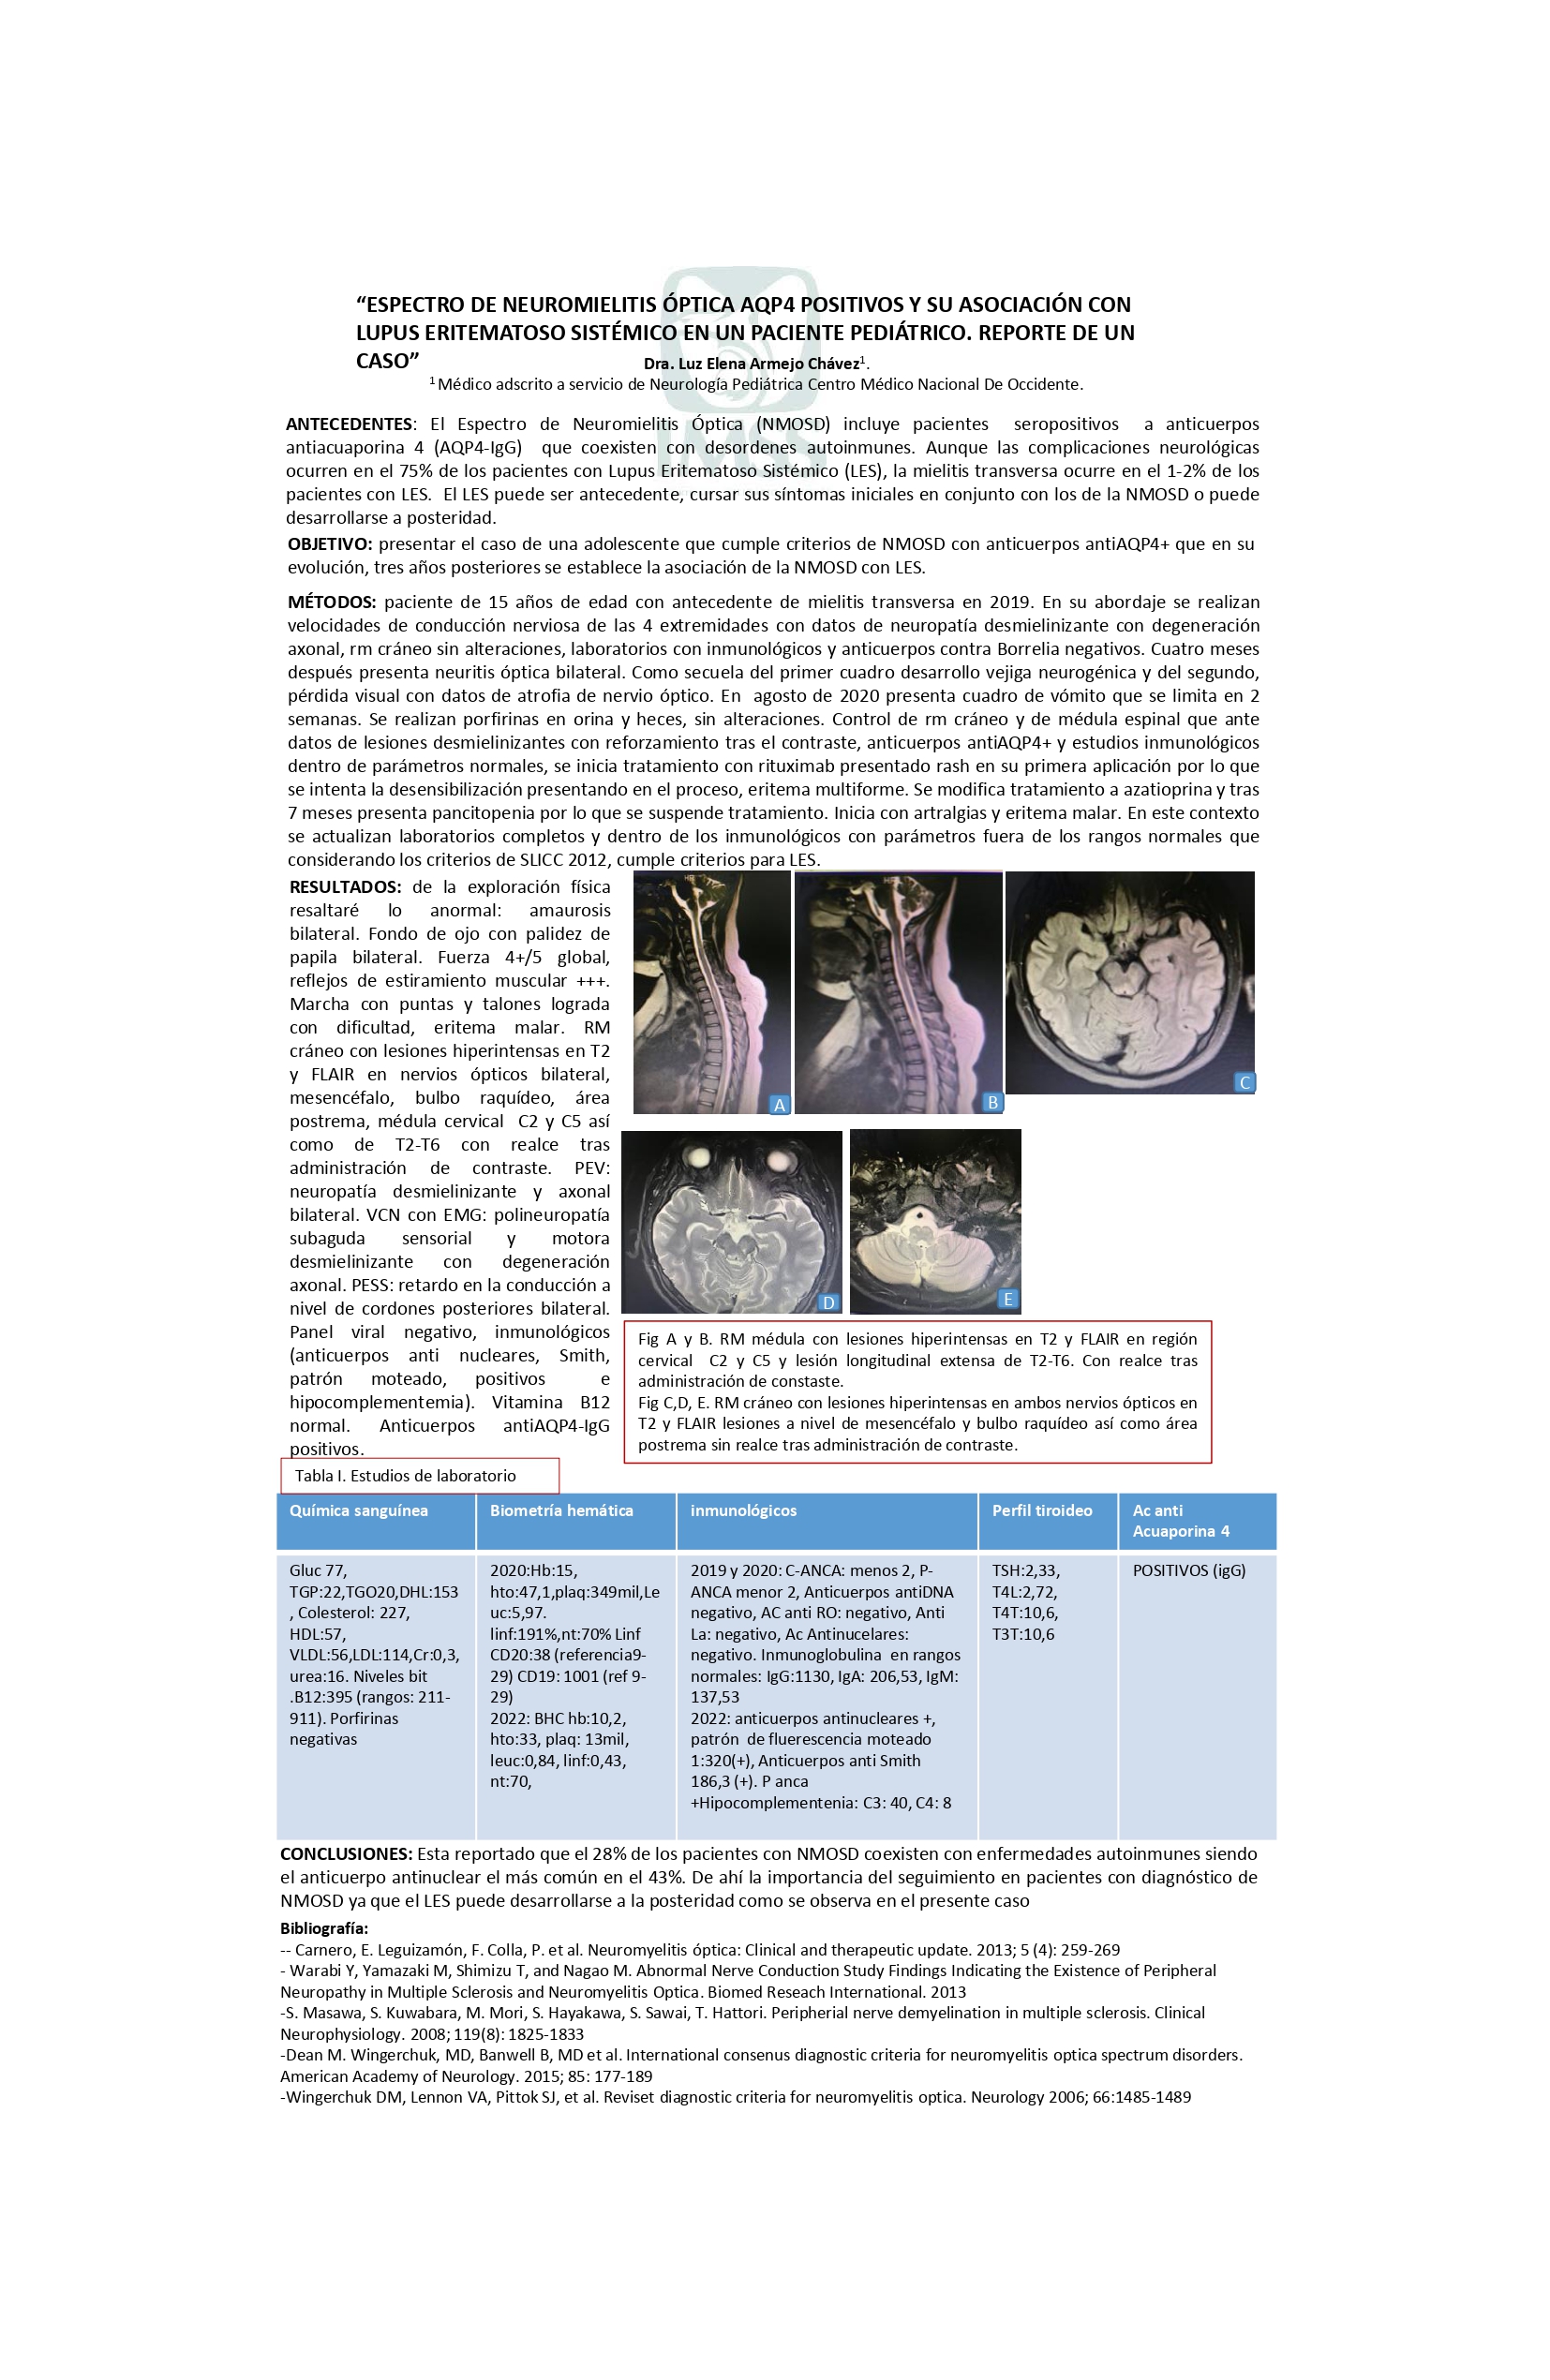 “ESPECTRO DE NEUROMIELITIS ÓPTICA AQP4 POSITIVOS Y SU ASOCIACIÓN CON
LUPUS ERITEMATOSO SISTÉMICO EN UN PACIENTE PEDIÁTRICO. REPORTE DE UN
CASO”
Dra. Luz Elena Armejo Chávez1.
1 Médico adscrito a servicio de Neurología Pediátrica Centro Médico Nacional De Occidente.
IMSS
ANTECEDENTES: El Espectro de Neuromielitis Óptica (NMOSD) incluye pacientes seropositivos a anticuerpos
antiacuaporina 4 (AQP4-IgG) que coexisten con desordenes autoinmunes. Aunque las complicaciones neurológicas
ocurren en el 75% de los pacientes con Lupus Eritematoso Sistémico (LES), la mielitis transversa ocurre en el 1-2% de los
pacientes con LES. El LES puede ser antecedente, cursar sus síntomas iniciales en conjunto con los de la NMOSD o puede
desarrollarse a posteridad.
OBJETIVO: presentar el caso de una adolescente que cumple criterios de NMOSD con anticuerpos antiAQP4+ que en su
evolución, tres años posteriores se establece la asociación de la NMOSD con LES.
MÉTODOS: paciente de 15 años de edad con antecedente de mielitis transversa en 2019. En su abordaje se realizan
velocidades de conducción nerviosa de las 4 extremidades con datos de neuropatía desmielinizante con degeneración
axonal, rm cráneo sin alteraciones, laboratorios con inmunológicos y anticuerpos contra Borrelia negativos. Cuatro meses
después presenta neuritis óptica bilateral. Como secuela del primer cuadro desarrollo vejiga neurogénica y del segundo,
pérdida visual con datos de atrofia de nervio óptico. En agosto de 2020 presenta cuadro de vómito que se limita en 2
semanas. Se realizan porfirinas en orina y heces, sin alteraciones. Control de rm cráneo y de médula espinal que ante
datos de lesiones desmielinizantes con reforzamiento tras el contraste, anticuerpos antiAQP4+ y estudios inmunológicos
dentro de parámetros normales, se inicia tratamiento con rituximab presentado rash en su primera aplicación por lo que
se intenta la desensibilización presentando en el proceso, eritema multiforme. Se modifica tratamiento a azatioprina y tras
7 meses presenta pancitopenia por lo que se suspende tratamiento. Inicia con artralgias y eritema malar. En este contexto
se actualizan laboratorios completos y dentro de los inmunológicos con parámetros fuera de los rangos normales que
considerando los criterios de SLICC 2012, cumple criterios para LES.
RESULTADOS: de la exploración física
resaltaré lo anormal: amaurosis
bilateral. Fondo de ojo con palidez de
papila bilateral. Fuerza 4+/5 global,
reflejos de estiramiento muscular +++.
Marcha con puntas y talones lograda
con dificultad, eritema malar. RM
cráneo con lesiones hiperintensas en T2
y FLAIR en nervios ópticos bilateral,
mesencéfalo, bulbo raquídeo, área
postrema, médula cervical C2 y C5 así
como de T2-T6 con realce tras
administración de contraste. PEV:
neuropatía desmielinizante y axonal
bilateral. VCN con EMG: polineuropatía
subaguda sensorial y motora
desmielinizante con degeneración
axonal. PESS: retardo en la conducción a
nivel de cordones posteriores bilateral.
Panel viral negativo, inmunológicos
(anticuerpos anti nucleares, Smith,
patrón moteado, positivos e
hipocomplementemia). Vitamina B12
normal. Anticuerpos antiAQP4-IgG
positivos.
A
B
C
D
E
Fig A y B. RM médula con lesiones hiperintensas en T2 y FLAIR en región
cervical C2 y C5 y lesión longitudinal extensa de T2-T6. Con realce tras
administración de constaste.
Fig C,D, E. RM cráneo con lesiones hiperintensas en ambos nervios ópticos en
T2 y FLAIR lesiones a nivel de mesencéfalo y bulbo raquídeo así como área
postrema sin realce tras administración de contraste.
Tabla I. Estudios de laboratorio
Química sanguínea
Biometría hemática
inmunológicos
Perfil tiroideo
Ac anti
Acuaporina 4
Gluc 77,
TGP:22,TGO20,DHL:153
, Colesterol: 227,
HDL:57,
VLDL:56,LDL:114,Cr:0,3,
urea:16. Niveles bit
.B12:395 (rangos: 211-
911). Porfirinas
negativas
2020:Hb:15,
hto:47,1,plaq:349mil,Le
uc:5,97.
linf:191%,nt:70% Linf
CD20:38 (referencia9-
29) CD19: 1001 (ref 9-
29)
2022: BHC hb:10,2,
hto:33, plaq: 13mil,
leuc:0,84, linf:0,43,
nt:70,
2019 y 2020: C-ANCA: menos 2, P-
ANCA menor 2, Anticuerpos antiDNA
negativo, AC anti RO: negativo, Anti
La: negativo, Ac Antinucelares:
negativo. Inmunoglobulina en rangos
normales: IgG:1130, IgA: 206,53, IgM:
137,53
2022: anticuerpos antinucleares +,
patrón de fluerescencia moteado
1:320(+), Anticuerpos anti Smith
186,3 (+). P anca
+Hipocomplementenia: C3: 40, C4: 8
TSH:2,33,
T4L:2,72,
T4T:10,6,
T3T:10,6
POSITIVOS (igG)
CONCLUSIONES: Esta reportado que el 28% de los pacientes con NMOSD coexisten con enfermedades autoinmunes siendo
el anticuerpo antinuclear el más común en el 43%. De ahí la importancia del seguimiento en pacientes con diagnóstico de
NMOSD ya que el LES puede desarrollarse a la posteridad como se observa en el presente caso
Bibliografía:
-- Carnero, E. Leguizamón, F. Colla, P. et al. Neuromyelitis óptica: Clinical and therapeutic update. 2013; 5 (4): 259-269
- Warabi Y, Yamazaki M, Shimizu T, and Nagao M. Abnormal Nerve Conduction Study Findings Indicating the Existence of Peripheral
Neuropathy in Multiple Sclerosis and Neuromyelitis Optica. Biomed Reseach International. 2013
-S. Masawa, S. Kuwabara, M. Mori, S. Hayakawa, S. Sawai, T. Hattori. Peripherial nerve demyelination in multiple sclerosis. Clinical
Neurophysiology. 2008; 119(8): 1825-1833
-Dean M. Wingerchuk, MD, Banwell B, MD et al. International consenus diagnostic criteria for neuromyelitis optica spectrum disorders.
American Academy of Neurology. 2015; 85: 177-189
-Wingerchuk DM, Lennon VA, Pittok SJ, et al. Reviset diagnostic criteria for neuromyelitis optica. Neurology 2006; 66:1485-1489